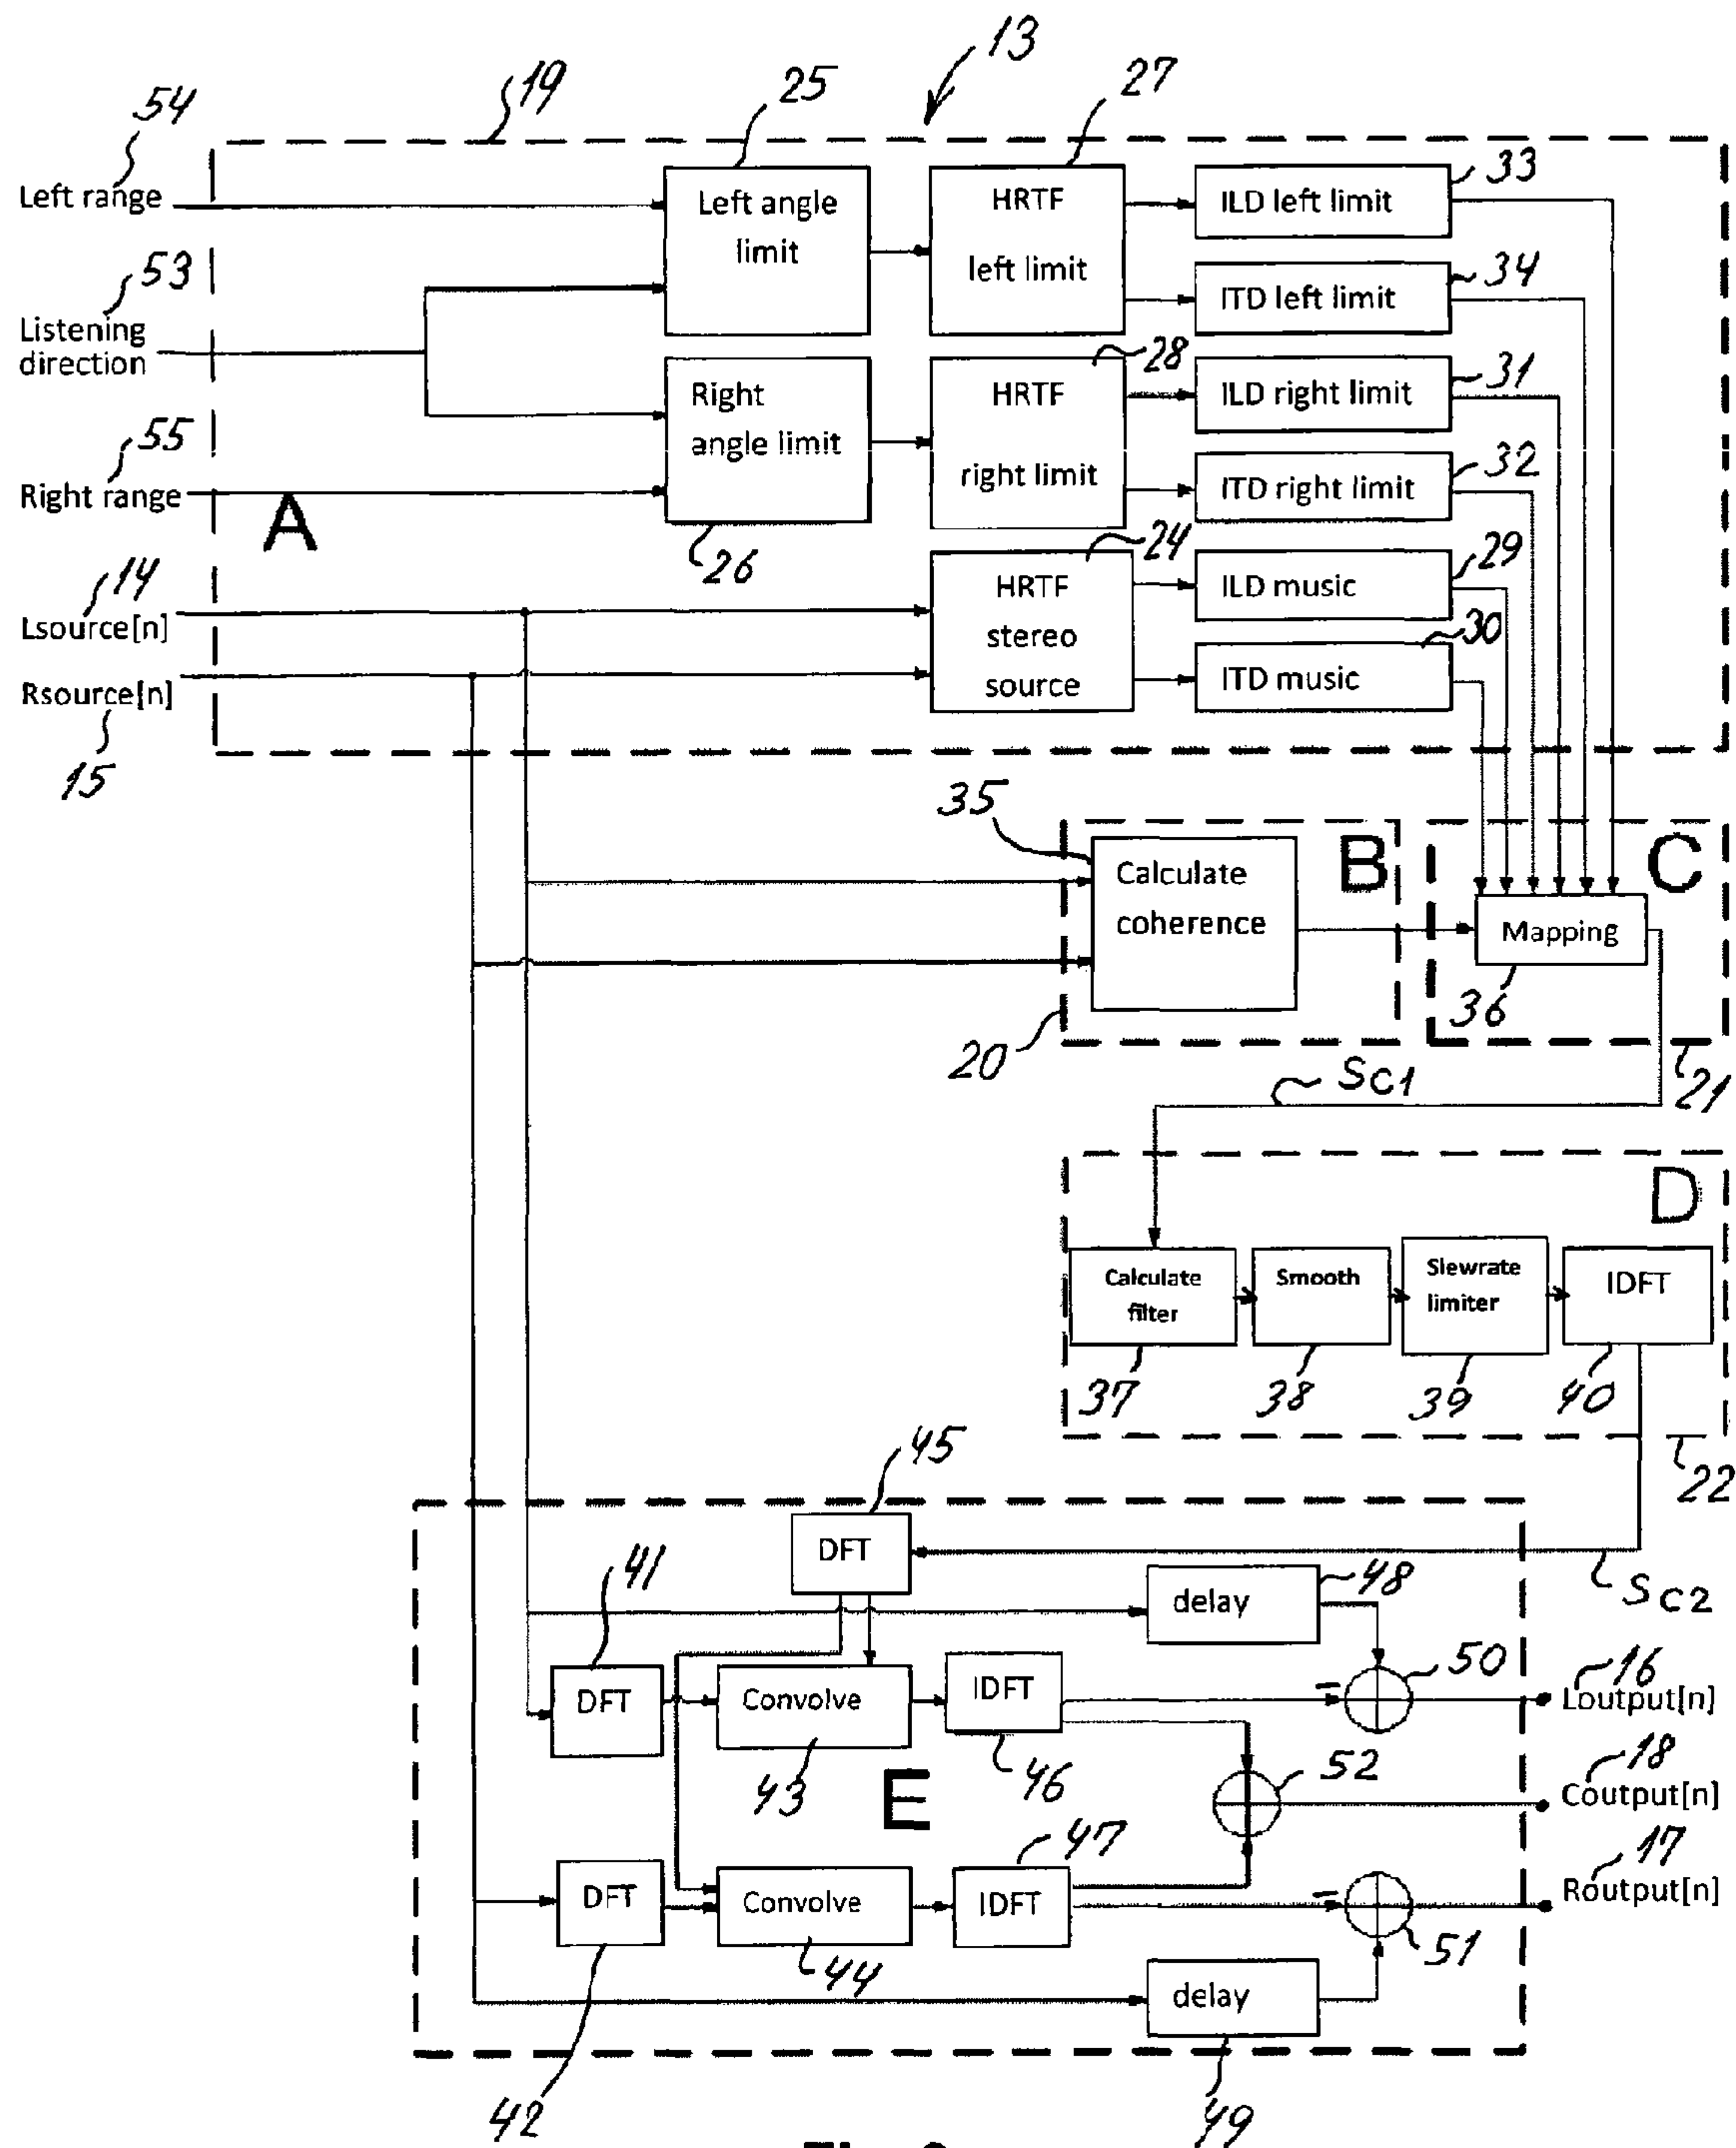 13
19
25
27
54
Left range
Left angle
limit
HRTF
left limit
ILD left limit
33
ITD left limit
34
53
Listening
direction
28
Right
angle limit
HRTF
right limit
ILD right limit
31
ITD right limit
32
55
Right range
A
26
24
14
Lsource[n]
HRTF
stereo
source
ILD music
29
30
ITD music
Rsource[n]
15
35
Calculate
coherence
B
C
Mapping
36
20
21
SC1
D
Calculate
filter
Smooth
Slewrate
limiter
IDFT
37
38
39
40
22
45
DFT
SC2
41
delay
48
DFT
Convolve
IDFT
50
16
Loutput[n]
43
46
E
52
18
Coutput[n]
47
17
DFT
Convolve
IDFT
Routput[n]
51
44
delay
42
49